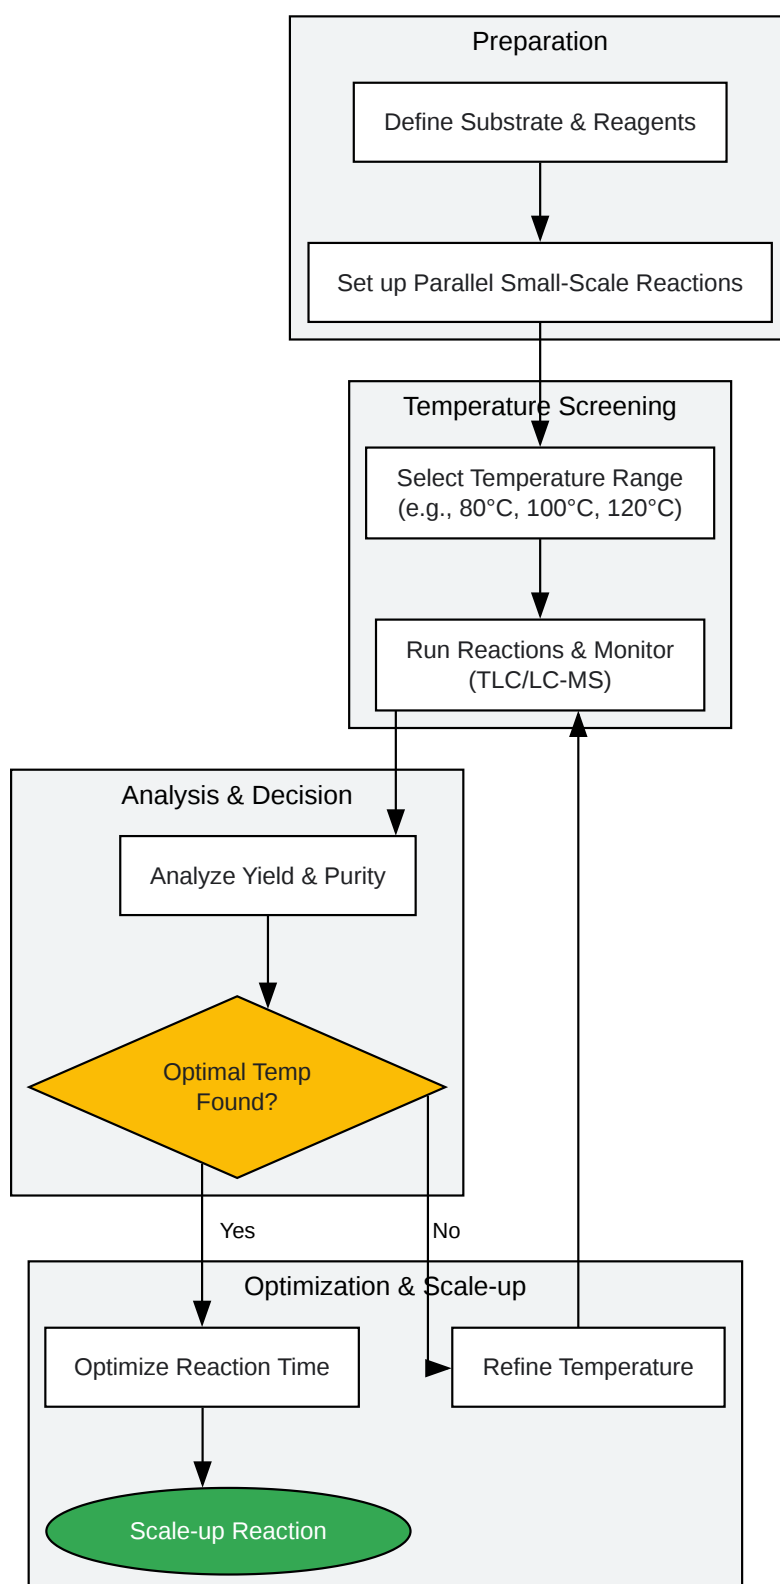 Preparation
Define Substrate & Reagents
Set up Parallel Small-Scale Reactions
Temperature Screening
Select Temperature Range
(e.g., 80°C, 100°C, 120°C)
Run Reactions & Monitor
(TLC/LC-MS)
Analysis & Decision
Analyze Yield & Purity
Optimal Temp
Found?
Yes
No
Optimization & Scale-up
Optimize Reaction Time
Refine Temperature
Scale-up Reaction